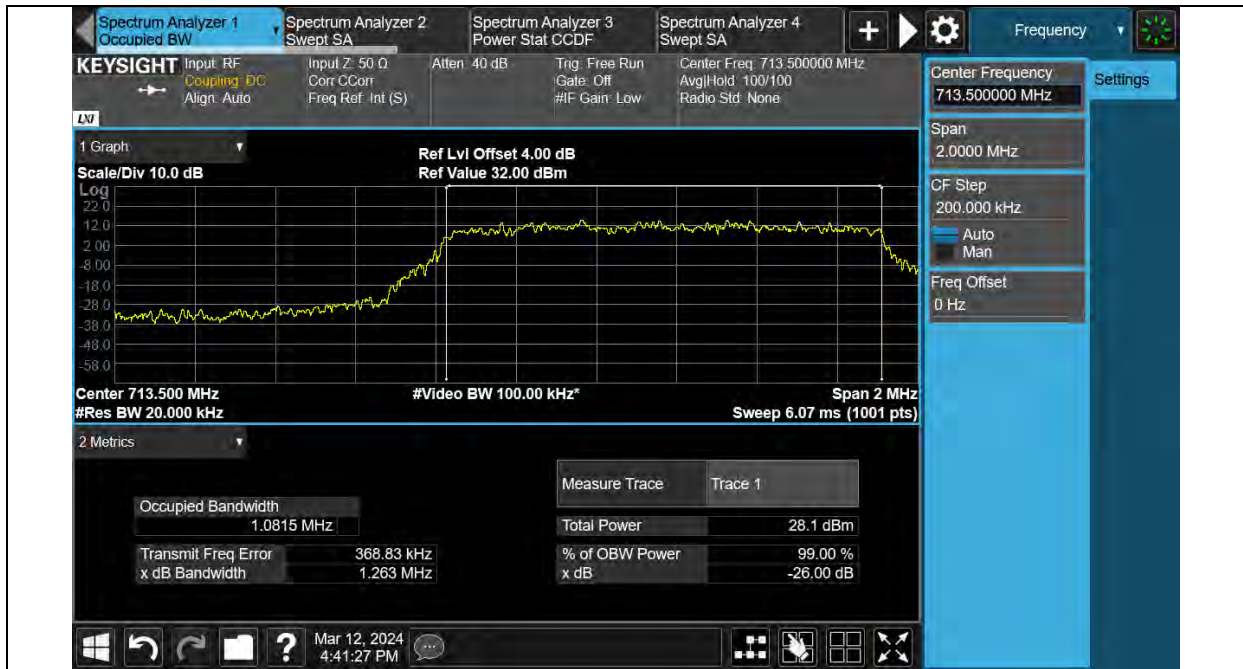 Spectrum Analyzer 1
Occupied BW
Spectrum Analyzer 2
Swept SA
Spectrum Analyzer 3
Power Stat CCDF
Spectrum Analyzer 4
Swept SA
+
Frequency
KEYSIGHT
LXI
Input: RF
Coupling: DC
Align: Auto
Input Z: 50 Ω
Corr CCorr
Freq Ref: Int (S)
Atten: 40 dB
Trig: Free Run
Gate: Off
#IF Gain: Low
Center Freq: 713.500000 MHz
Avg|Hold: 100/100
Radio Std: None
1 Graph
Scale/Div 10.0 dB
Ref Lvl Offset 4.00 dB
Ref Value 32.00 dBm
Log
22.0
12.0
2.00
-8.00
-18.0
-28.0
-38.0
-48.0
-58.0
Center 713.500 MHz
#Res BW 20.000 kHz
#Video BW 100.00 kHz*
Span 2 MHz
Sweep 6.07 ms (1001 pts)
2 Metrics
Occupied Bandwidth
1.0815 MHz
Transmit Freq Error 368.83 kHz
x dB Bandwidth 1.263 MHz
Measure Trace Trace 1
Total Power 28.1 dBm
% of OBW Power 99.00 %
x dB -26.00 dB
Center Frequency
713.500000 MHz
Settings
Span
2.0000 MHz
CF Step
200.000 kHz
Auto
Man
Freq Offset
0 Hz
?
Mar 12, 2024
4:41:27 PM